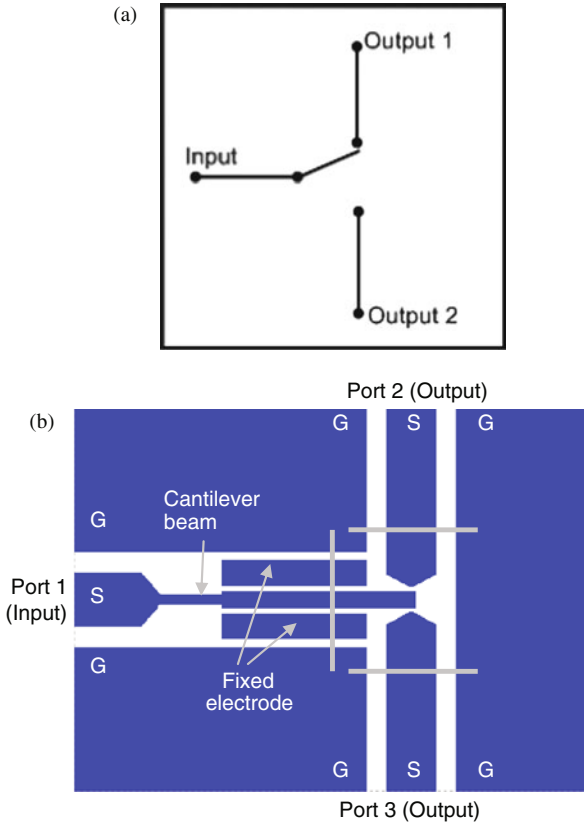 (a)
Output 1
Input
Output 2
Port 2 (Output)
(b)
G S G
Cantilever
beam
G
Port 1
(Input)
S
G
Fixed
electrode
G S G
Port 3 (Output)